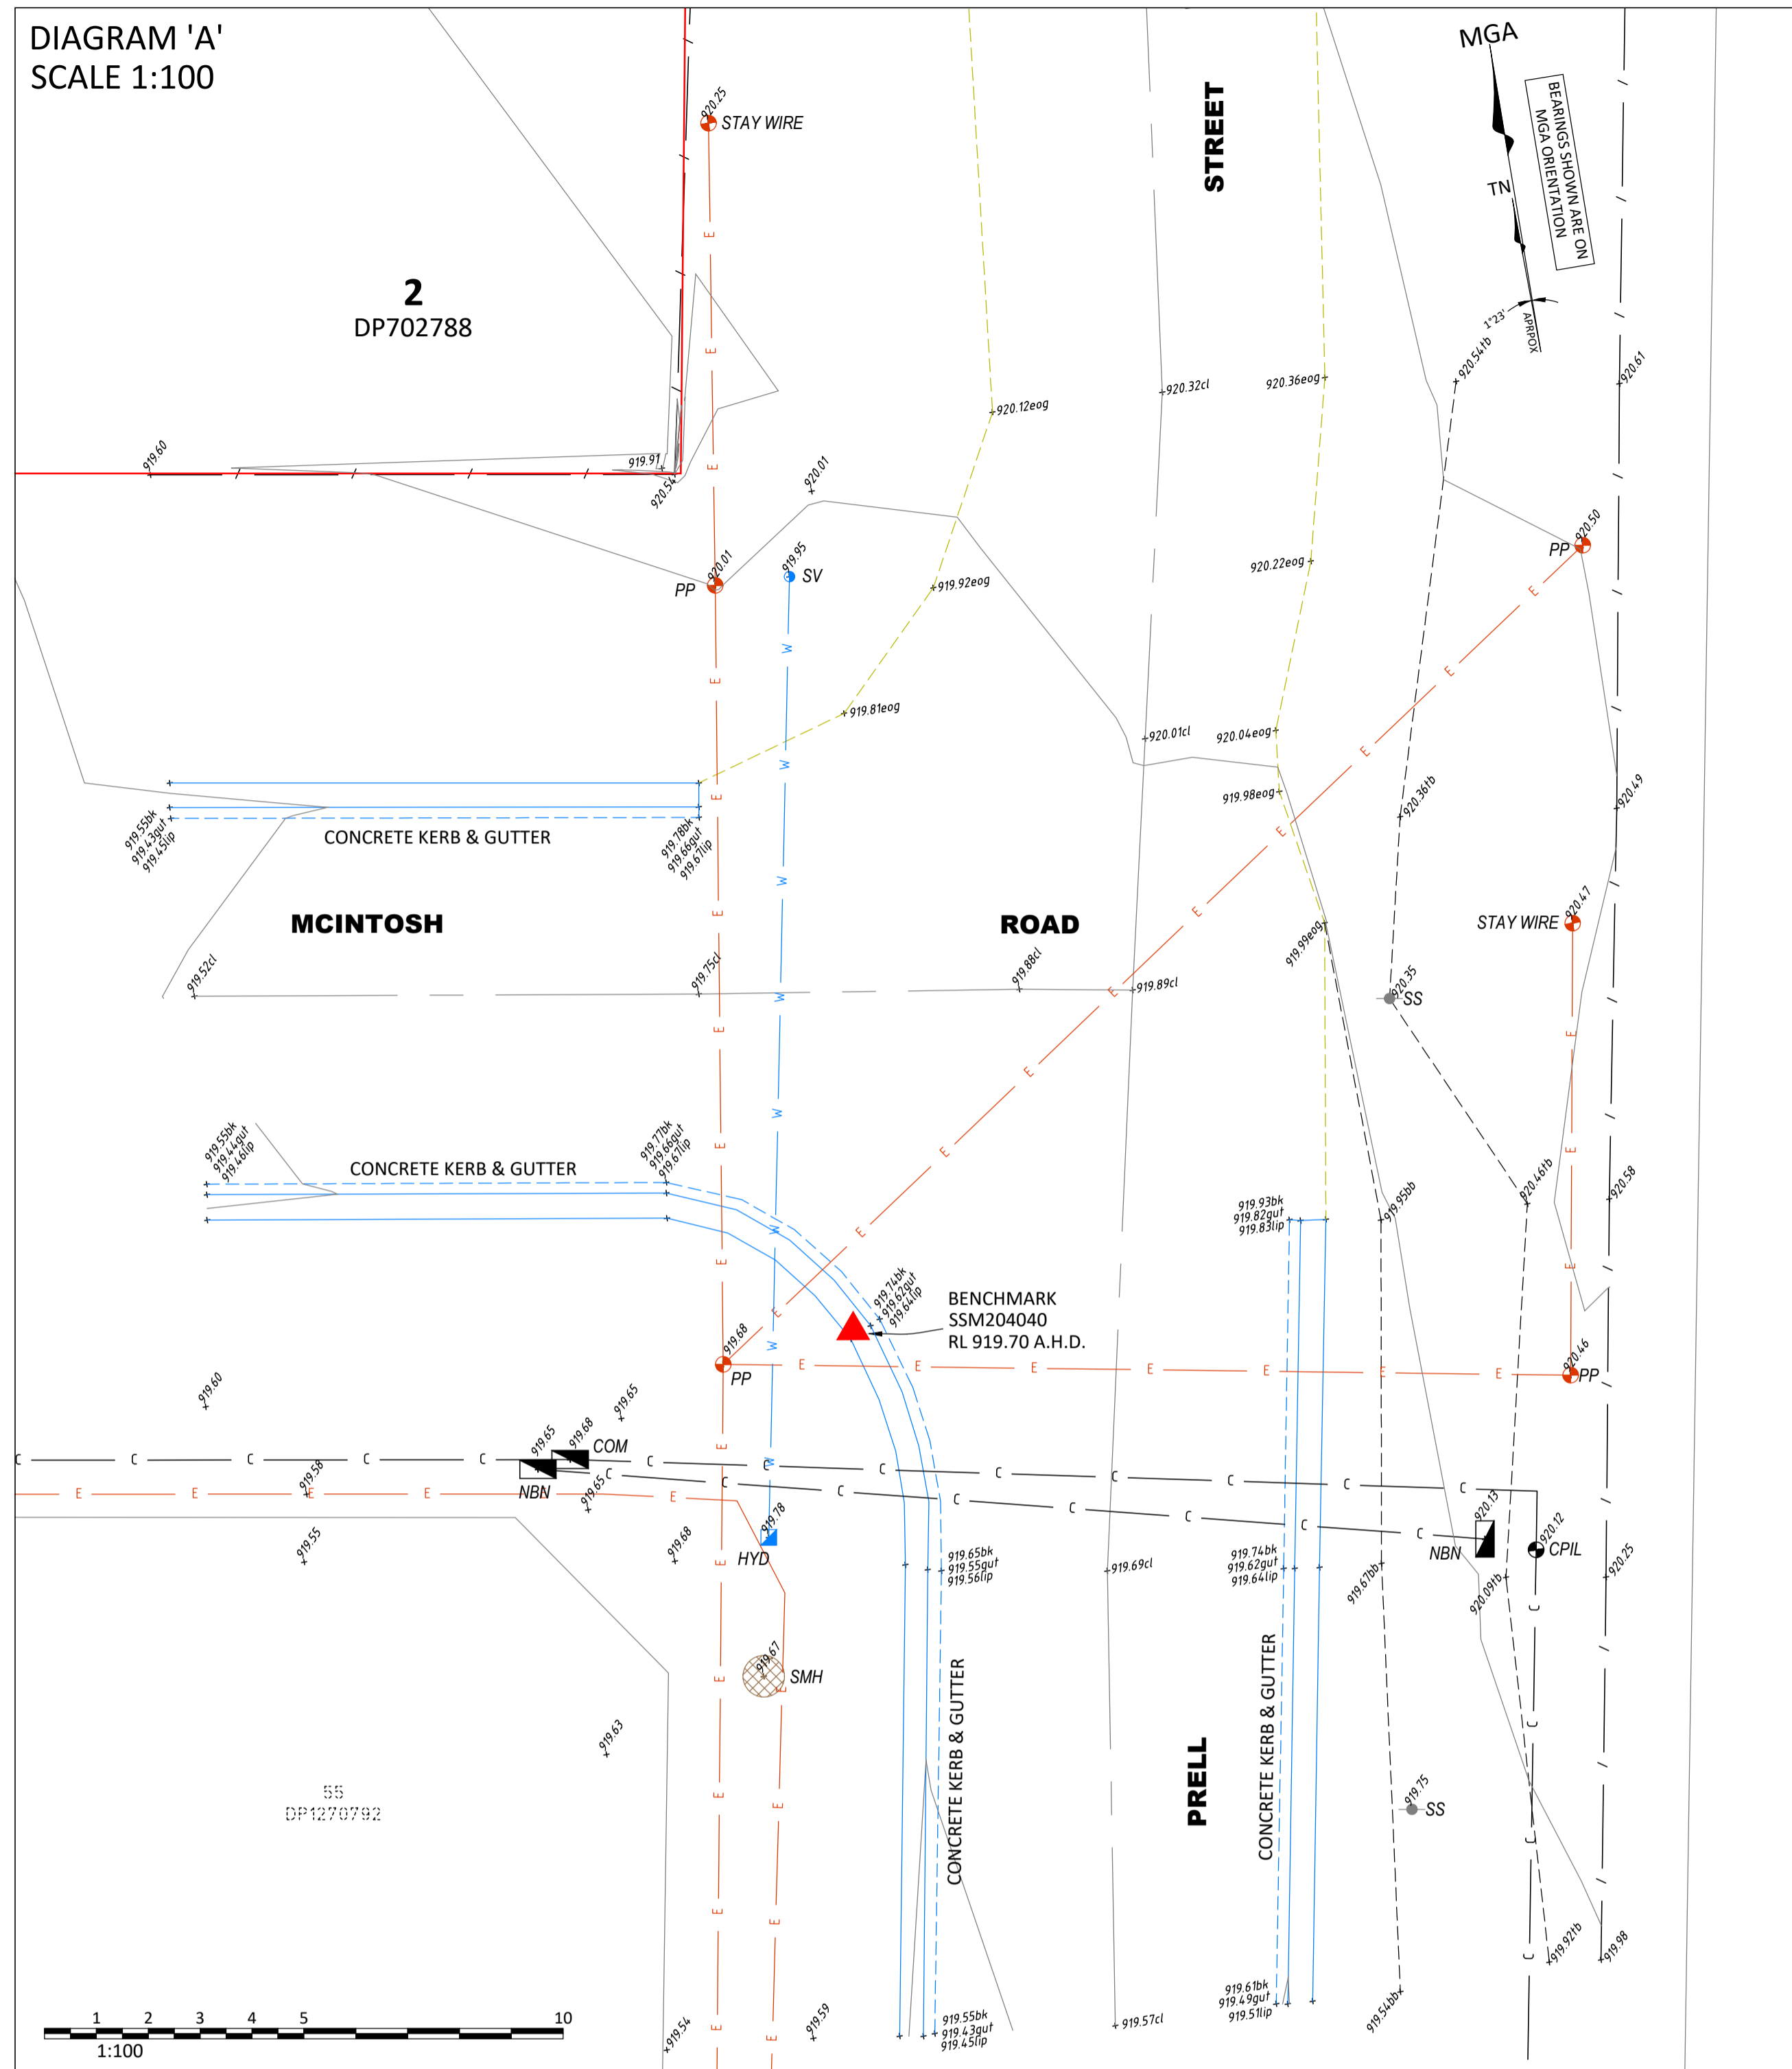 DIAGRAM 'A'
SCALE 1:100
MGA
BEARINGS SHOWN ARE ON
MGA ORIENTATION
TN
1°23'
APRPOX
STREET
920.25
STAY WIRE
2
DP702788
920.54tb
920.61
920.32cl
920.36eog
920.12eog
919.60
919.91
920.54
920.01
920.50
PP
920.01
PP
919.95
SV
919.92eog
920.22eog
919.81eog
920.01cl
920.04eog
919.98eog
920.36tb
920.49
919.55bk
919.43gut
919.45lip
CONCRETE KERB & GUTTER
919.78bk
919.66gut
919.67lip
MCINTOSH
ROAD
919.99eog
STAY WIRE
920.47
919.52cl
919.75cl
919.88cl
919.89cl
920.35
SS
919.55bk
919.44gut
919.46lip
CONCRETE KERB & GUTTER
919.77bk
919.66gut
919.67lip
919.93bk
919.82gut
919.83lip
919.95bb
920.46tb
920.58
919.74bk
919.62gut
919.64lip
BENCHMARK
SSM204040
RL 919.70 A.H.D.
919.68
PP
920.46
PP
919.60
919.65
919.65
919.68
COM
NBN
919.58
919.65
919.55
919.68
919.78
HYD
919.65bk
919.55gut
919.56lip
919.69cl
919.74bk
919.62gut
919.64lip
919.67bb
920.13
NBN
920.12
CPIL
920.09tb
920.25
919.67
SMH
919.63
55
DP1270792
CONCRETE KERB & GUTTER
PRELL
CONCRETE KERB & GUTTER
919.75
SS
919.92tb
919.98
919.61bk
919.49gut
919.51lip
919.54bb
919.54
919.59
919.55bk
919.43gut
919.45lip
919.57cl
1 2 3 4 5 10
1:100